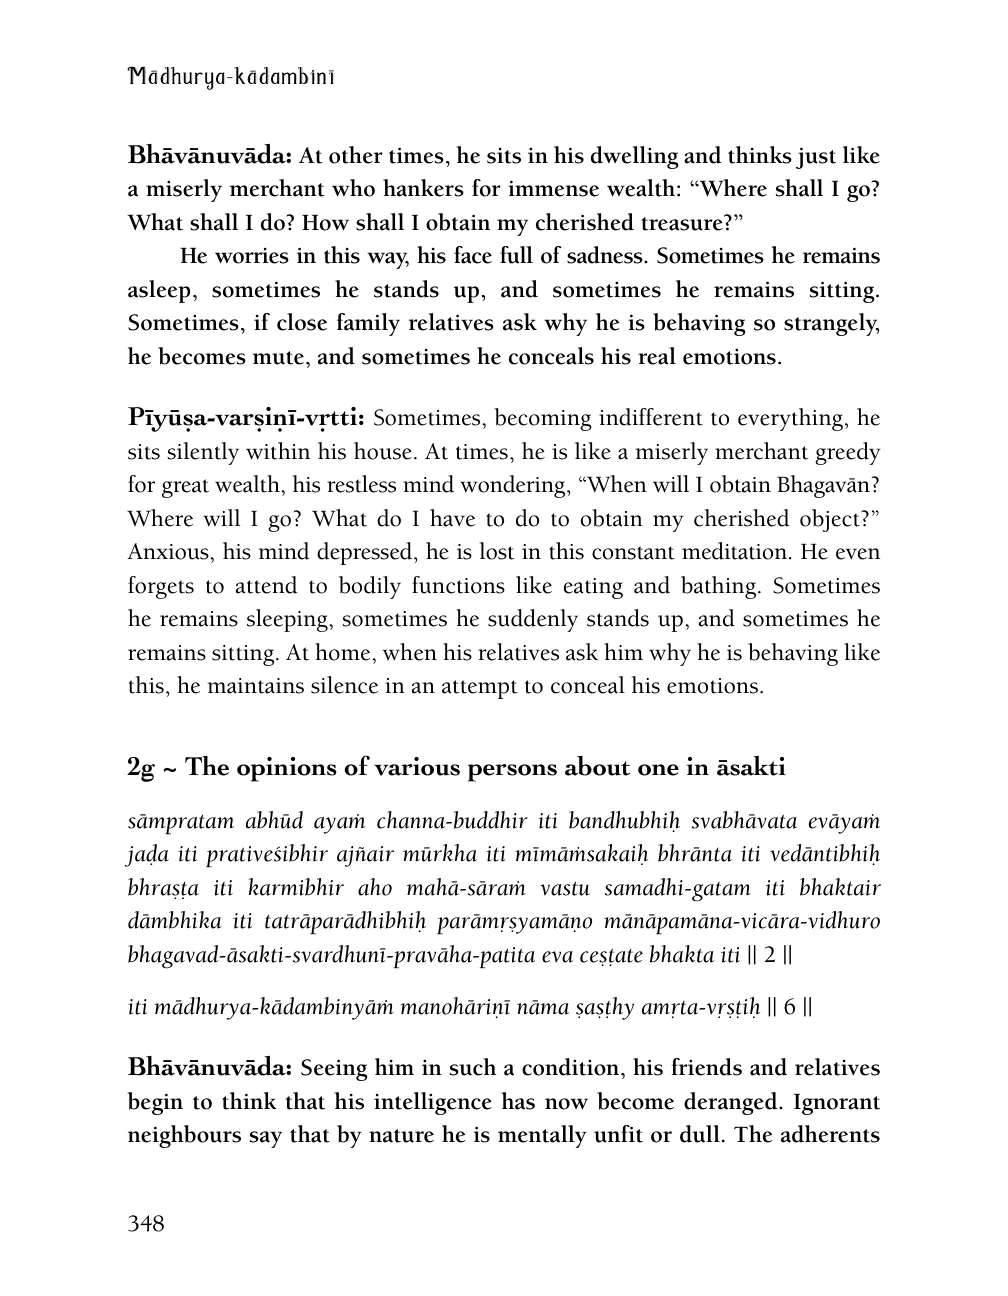 Mādhurya-kādambinī
Bhāvānuvāda: At other times, he sits in his dwelling and thinks just like
a miserly merchant who hankers for immense wealth: “Where shall I go?
What shall I do? How shall I obtain my cherished treasure?”
He worries in this way, his face full of sadness. Sometimes he remains
asleep, sometimes he stands up, and sometimes he remains sitting.
Sometimes, if close family relatives ask why he is behaving so strangely,
he becomes mute, and sometimes he conceals his real emotions.
Pīyūṣa-varṣiṇī-vṛtti: Sometimes, becoming indifferent to everything, he
sits silently within his house. At times, he is like a miserly merchant greedy
for great wealth, his restless mind wondering, “When will I obtain Bhagavān?
Where will I go? What do I have to do to obtain my cherished object?”
Anxious, his mind depressed, he is lost in this constant meditation. He even
forgets to attend to bodily functions like eating and bathing. Sometimes
he remains sleeping, sometimes he suddenly stands up, and sometimes he
remains sitting. At home, when his relatives ask him why he is behaving like
this, he maintains silence in an attempt to conceal his emotions.
2g ~ The opinions of various persons about one in āsakti
sāmpratam abhūd ayaṁ channa-buddhir iti bandhubhiḥ svabhāvata evāyaṁ
jaḍa iti prativeśibhir ajñair mūrkha iti mīmāṁsakaiḥ bhrānta iti vedāntibhiḥ
bhraṣṭa iti karmibhir aho mahā-sāraṁ vastu samadhi-gatam iti bhaktair
dāmbhika iti tatrāparādhibhiḥ parāmṛṣyamāṇo mānāpamāna-vicāra-vidhuro
bhagavad-āsakti-svardhunī-pravāha-patita eva ceṣṭate bhakta iti || 2 ||
iti mādhurya-kādambinyāṁ manohāriṇī nāma ṣaṣṭhy amṛta-vṛṣṭiḥ || 6 ||
Bhāvānuvāda: Seeing him in such a condition, his friends and relatives
begin to think that his intelligence has now become deranged. Ignorant
neighbours say that by nature he is mentally unfit or dull. The adherents
348